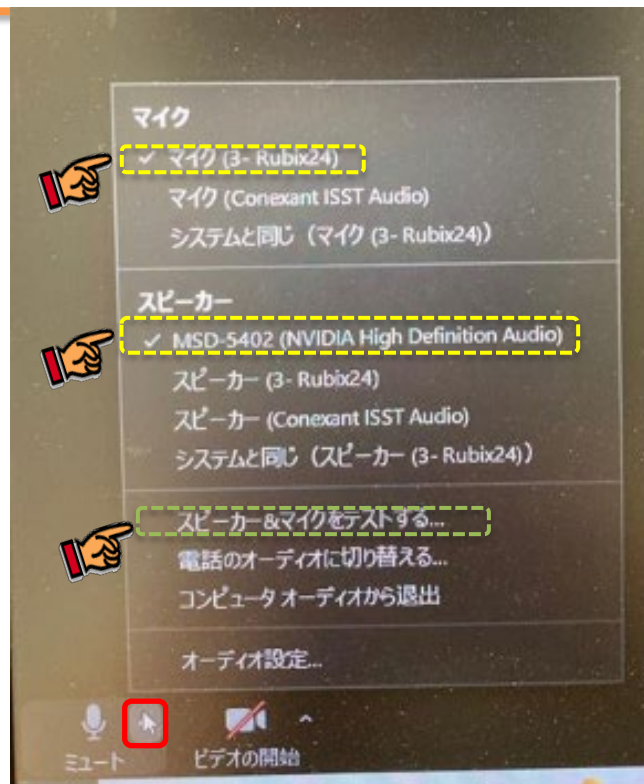 マイク
✓ マイク (3- Rubix24)
マイク (Conexant ISST Audio)
システムと同じ (マイク (3- Rubix24))
スピーカー
✓ MSD-5402 (NVIDIA High Definition Audio)
スピーカー (3- Rubix24)
スピーカー (Conexant ISST Audio)
システムと同じ (スピーカー (3- Rubix24))
スピーカー&マイクをテストする...
電話のオーディオに切り替える...
コンピュータ オーディオから退出
オーディオ設定...
ミュート
ビデオの開始